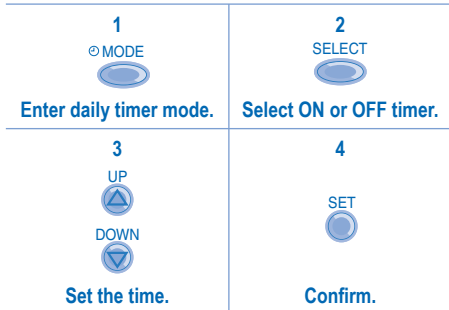 1
⏲ MODE
Enter daily timer mode.
2
SELECT
Select ON or OFF timer.
3
UP
DOWN
Set the time.
4
SET
Confirm.